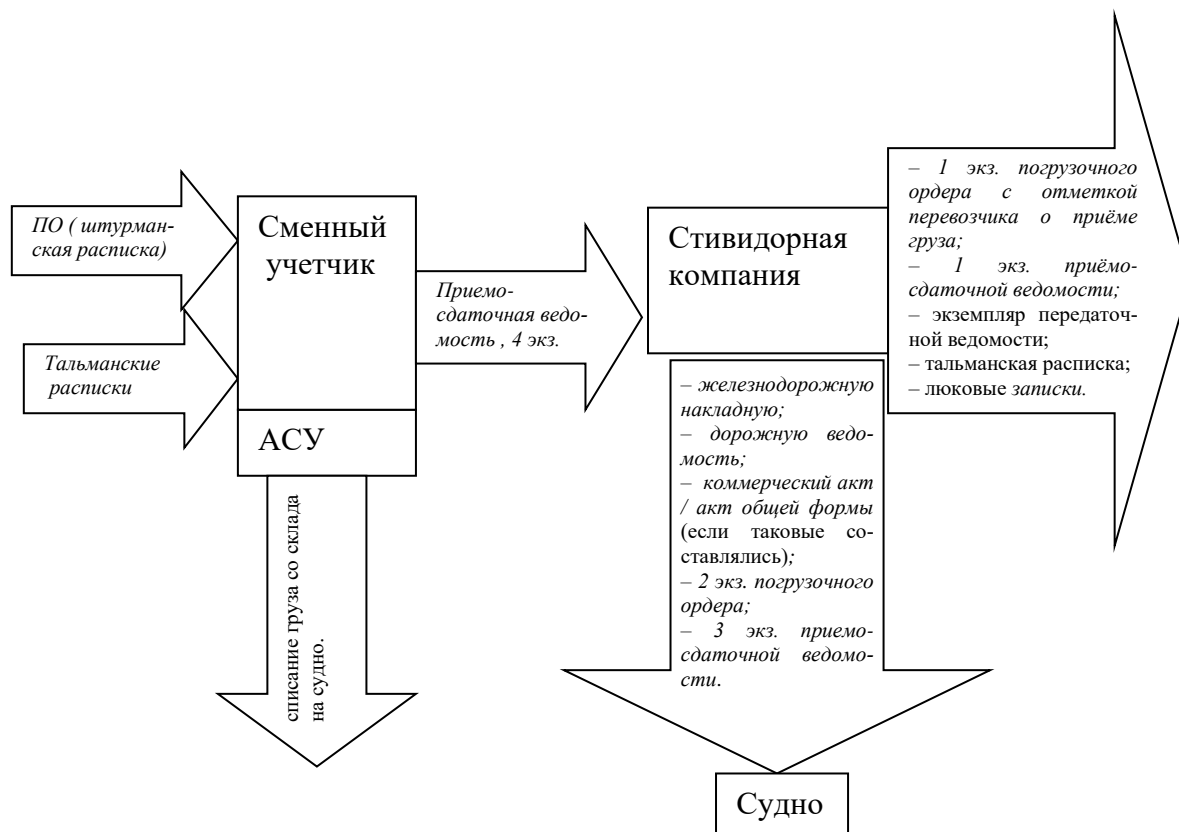 ПО ( штурман-
ская расписка)
Тальманские
расписки
Сменный
учетчик
АСУ
списание груза со склада
на судно.
Приемо-
сдаточная ведо-
мость , 4 экз.
Стивидорная
компания
– железнодорожную
накладную;
– дорожную ведо-
мость;
– коммерческий акт
/ акт общей формы
(если таковые со-
ставлялись);
– 2 экз. погрузочного
ордера;
– 3 экз. приемо-
сдаточной ведомо-
сти.
– 1 экз. погрузочного
ордера с отметкой
перевозчика о приёме
груза;
– 1 экз. приёмо-
сдаточной ведомости;
– экземпляр передаточ-
ной ведомости;
– тальманская расписка;
– люковые записки.
Судно